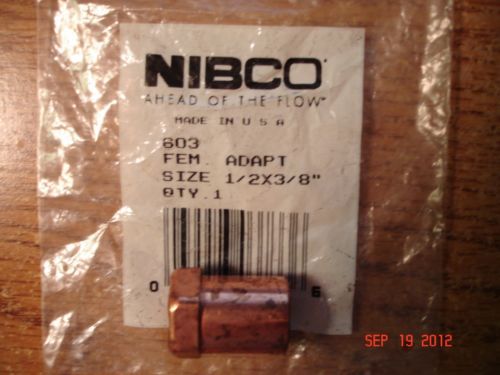 NIBCO
AHEAD OF THE FLOW™
MADE IN U S A
603
FEM. ADAPT
SIZE 1/2X3/8"
QTY.1
0 6
SEP 19 2012